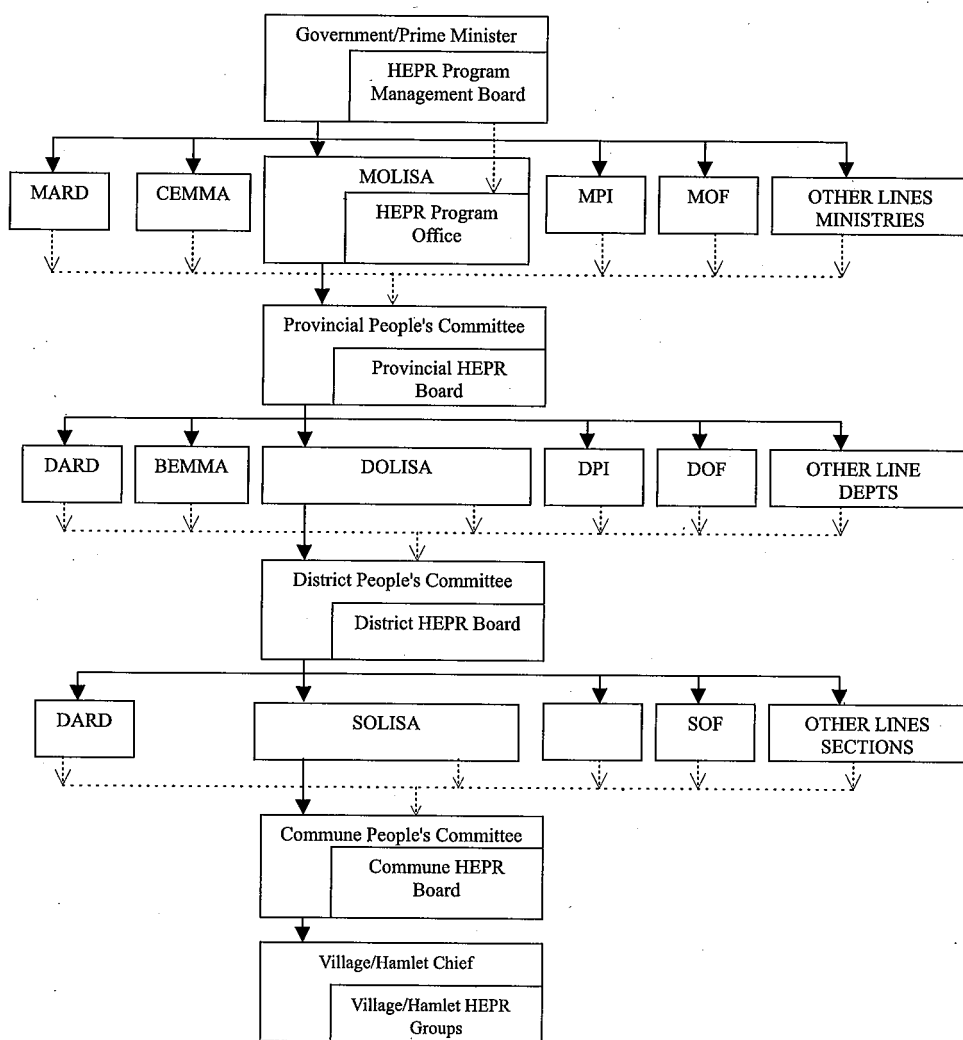 Government/Prime Minister
HEPR Program
Management Board
MARD
CEMMA
MOLISA
HEPR Program
Office
MPI
MOF
OTHER LINES
MINISTRIES
Provincial People's Committee
Provincial HEPR
Board
DARD
BEMMA
DOLISA
DPI
DOF
OTHER LINE
DEPTS
District People's Committee
District HEPR Board
DARD
SOLISA
SOF
OTHER LINES
SECTIONS
Commune People's Committee
Commune HEPR
Board
Village/Hamlet Chief
Village/Hamlet HEPR
Groups